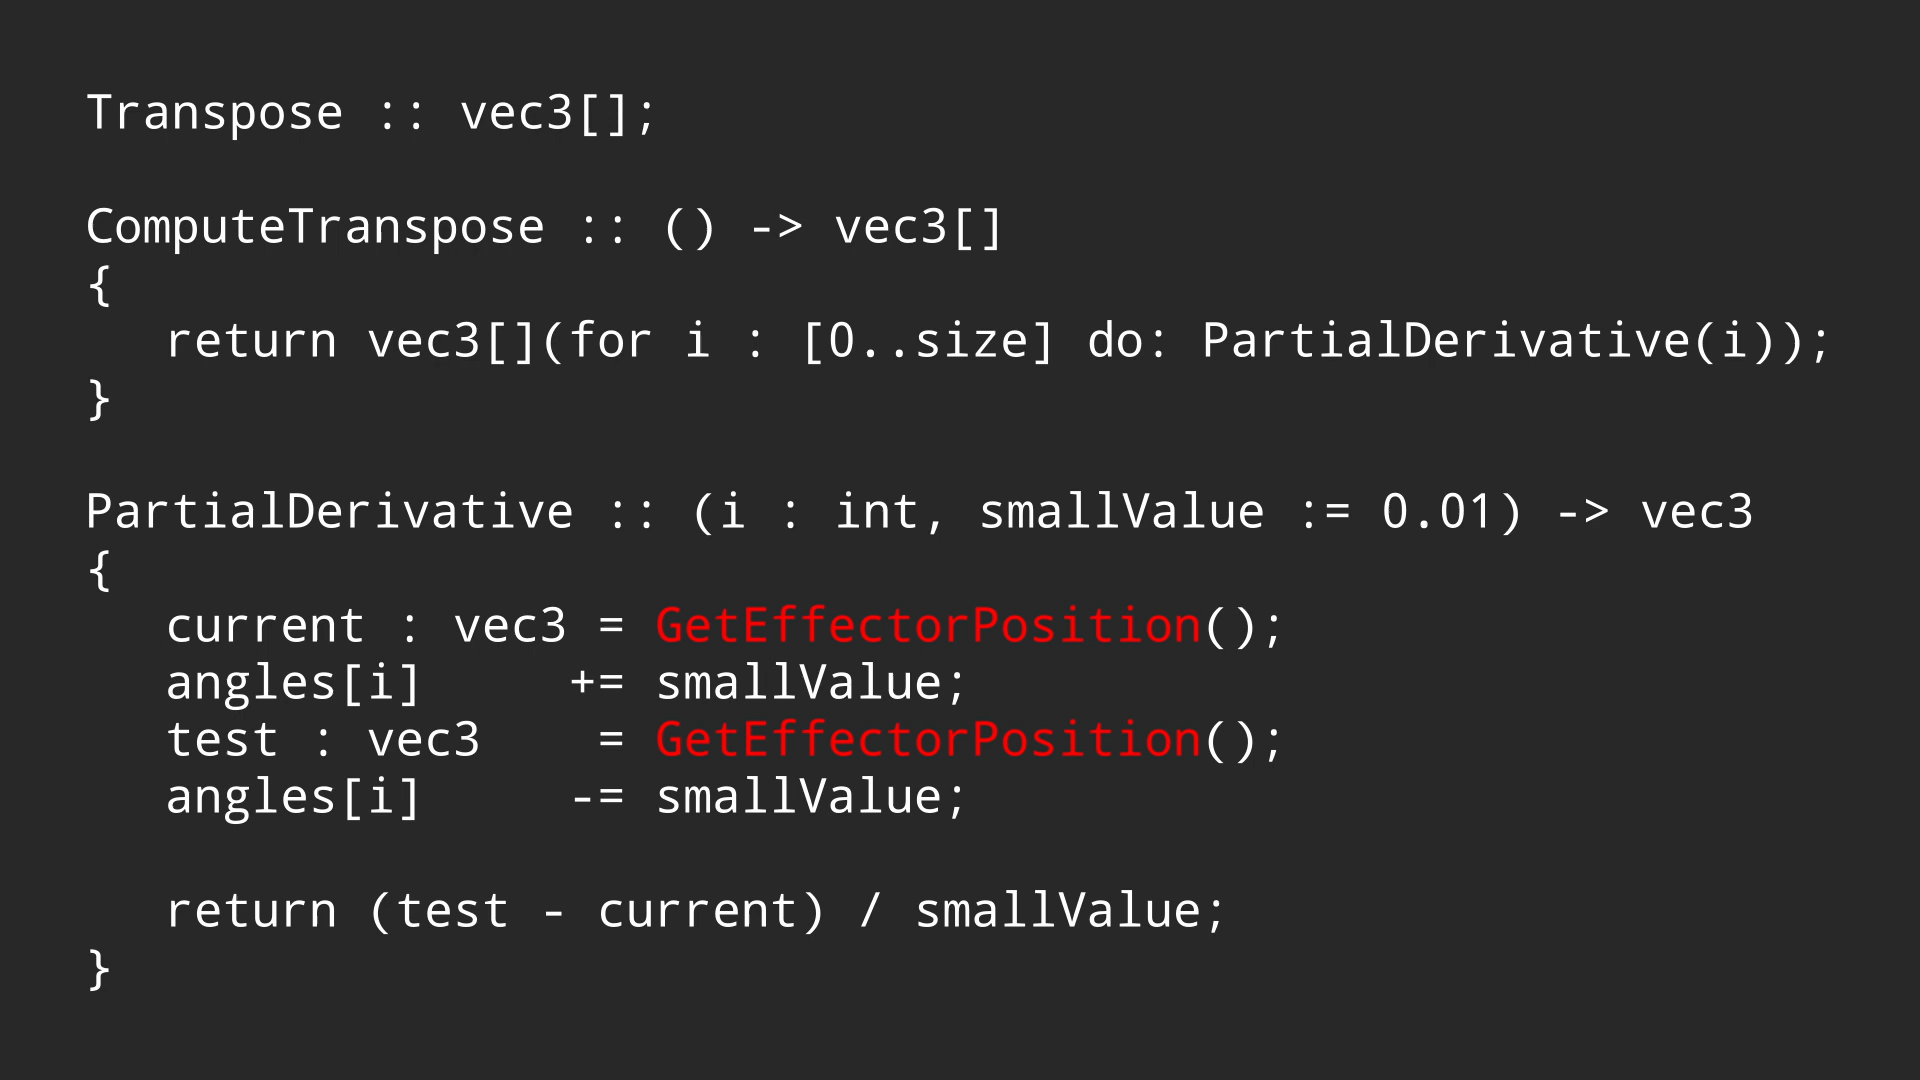 Transpose :: vec3[];
ComputeTranspose :: () -> vec3[]
{
return vec3[](for i : [0..size] do: PartialDerivative(i));
}
PartialDerivative :: (i : int, smallValue := 0.01) -> vec3
{
current : vec3 = GetEffectorPosition();
angles[i] += smallValue;
test : vec3 = GetEffectorPosition();
angles[i] -= smallValue;
return (test - current) / smallValue;
}